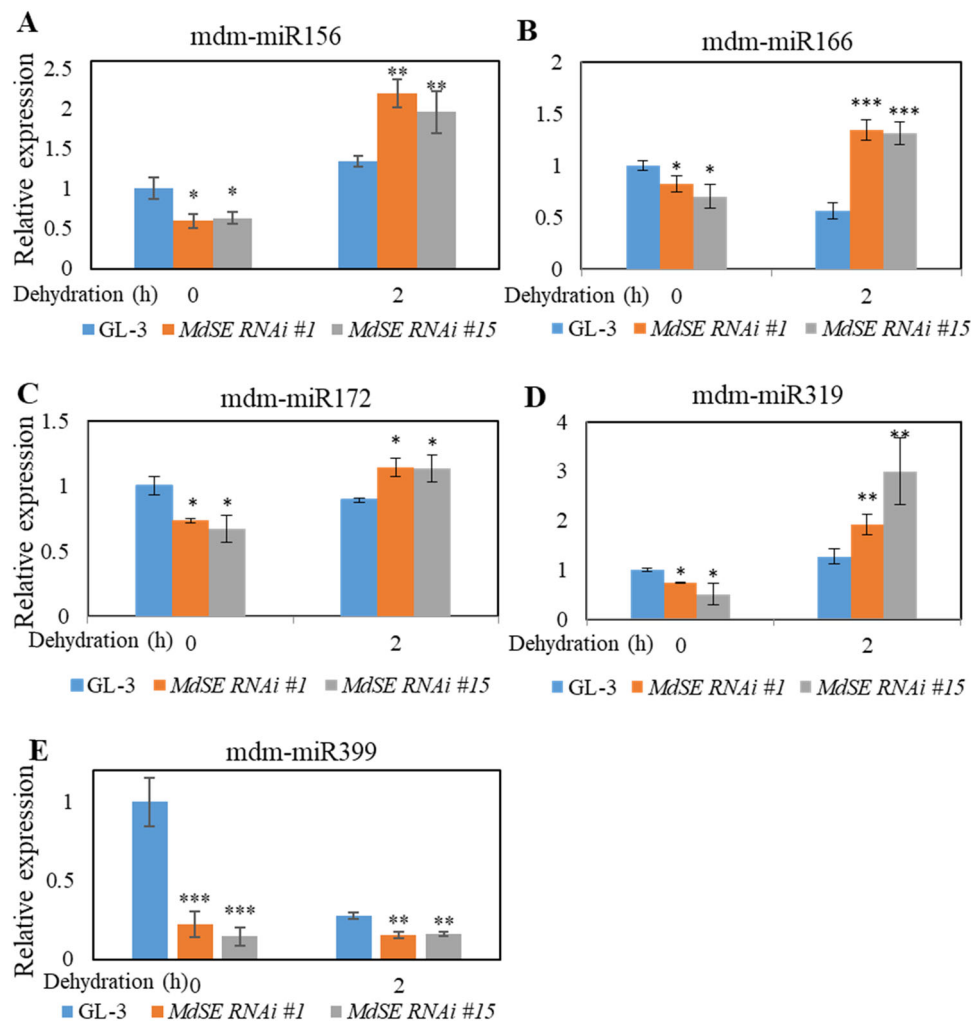 A
mdm-miR156
Relative expression
2.5
2
1.5
1
0.5
0
** **
* *
Dehydration (h) 0 2
GL-3 MdSE RNAi #1 MdSE RNAi #15
B
mdm-miR166
2
1.5
1
0.5
0
*** ***
* *
Dehydration (h) 0 2
GL-3 MdSE RNAi #1 MdSE RNAi #15
C
mdm-miR172
Relative expression
1.5
1
0.5
0
* *
* *
Dehydration (h) 0 2
GL-3 MdSE RNAi #1 MdSE RNAi #15
D
mdm-miR319
4
3
2
1
0
**
**
* *
Dehydration (h) 0 2
GL-3 MdSE RNAi #1 MdSE RNAi #15
E
mdm-miR399
Relative expression
1
0.5
0
*** ***
** **
Dehydration (h) 0 2
GL-3 MdSE RNAi #1 MdSE RNAi #15